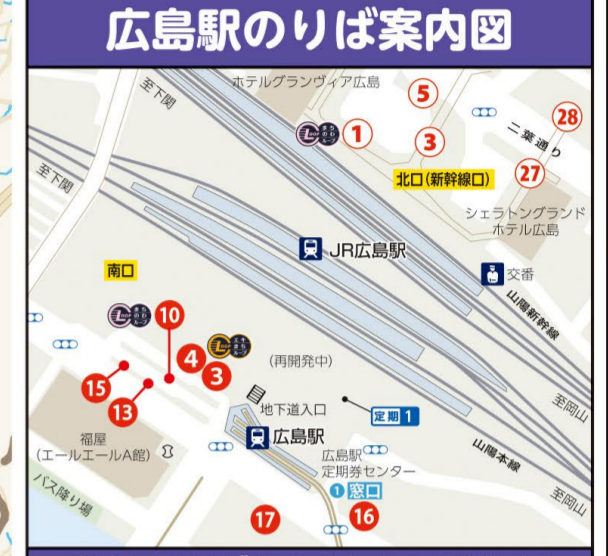 広島駅のりば案内図
ホテルグランヴィア広島
至下関
5
28
二葉通り
1
3
27
至下関
北口(新幹線口)
シェラトングランド
ホテル広島
JR広島駅
交番
南口
山陽新幹線
10
4
3
(再開発中)
15
13
至岡山
地下道入口
定期1
広島駅
福屋
(エールエールA館)
広島駅
定期券センター
山陽本線
1 窓口
至岡山
バス降り場
17
16